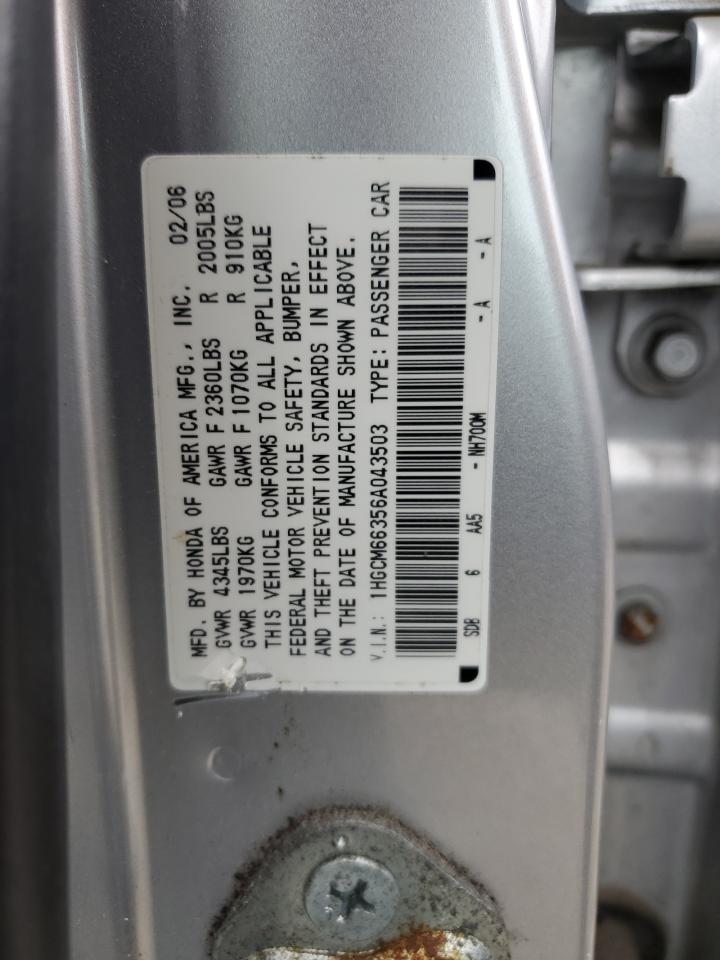 MFD. BY HONDA OF AMERICA MFG., INC. 02/06
GVWR 4345LBS GAWR F 2360LBS R 2005LBS
GVWR 1970KG GAWR F 1070KG R 910KG
THIS VEHICLE CONFORMS TO ALL APPLICABLE
FEDERAL MOTOR VEHICLE SAFETY, BUMPER,
AND THEFT PREVENTION STANDARDS IN EFFECT
ON THE DATE OF MANUFACTURE SHOWN ABOVE.
V.I.N.: 1HGCM66356A043503 TYPE: PASSENGER CAR
SDB 6 AA5 - NH700M - A - A